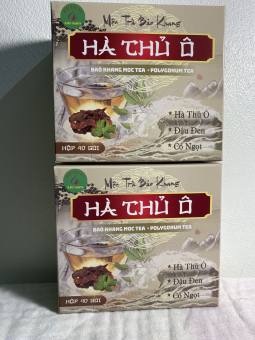 Mộc Trà Bảo Khang
HÀ THỦ Ô
BẢO KHANG MOC TEA - POLYGONUM TEA
* Hà Thủ Ô
* Đậu Đen
* Cỏ Ngọt
HỘP 40 GÓI
Mộc Trà Bảo Khang
HÀ THỦ Ô
BẢO KHANG MOC TEA - POLYGONUM TEA
* Hà Thủ Ô
* Đậu Đen
* Cỏ Ngọt
HỘP 40 GÓI